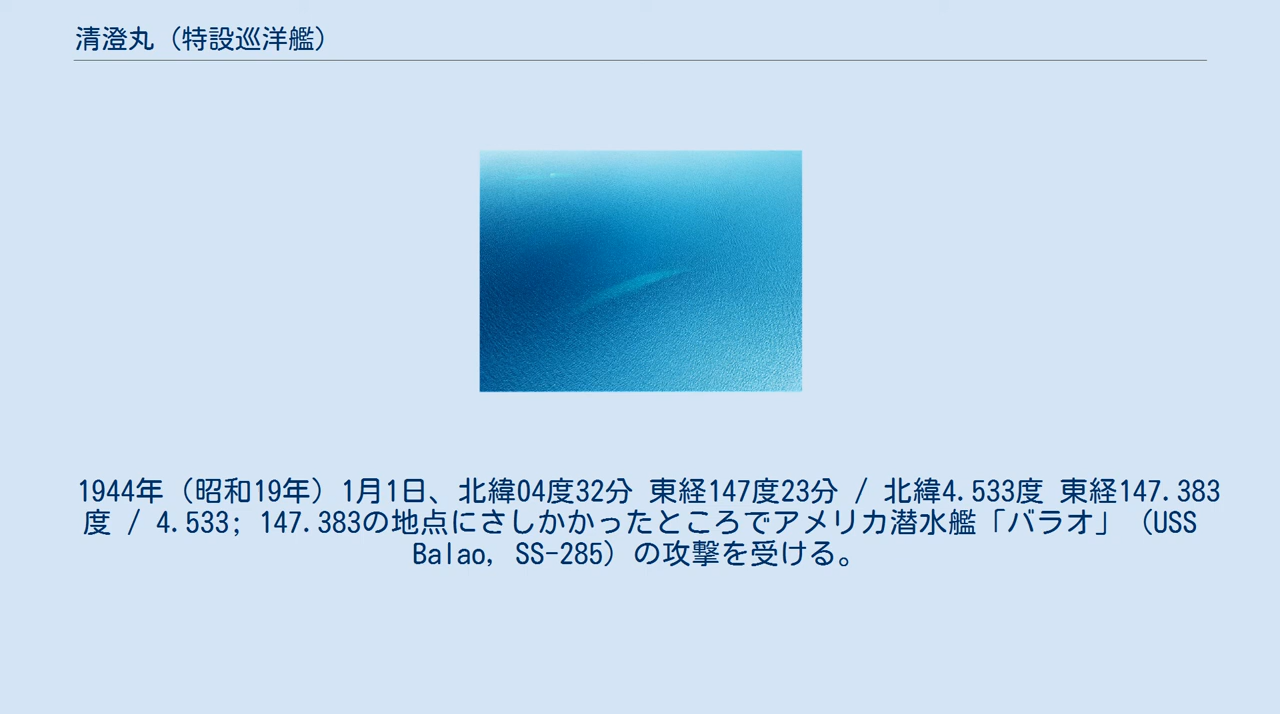 清澄丸（特設巡洋艦）
1944年（昭和19年）1月1日、北緯04度32分 東経147度23分 / 北緯4.533度 東経147.383
度 / 4.533; 147.383の地点にさしかかったところでアメリカ潜水艦「バラオ」（USS
Balao, SS-285）の攻撃を受ける。